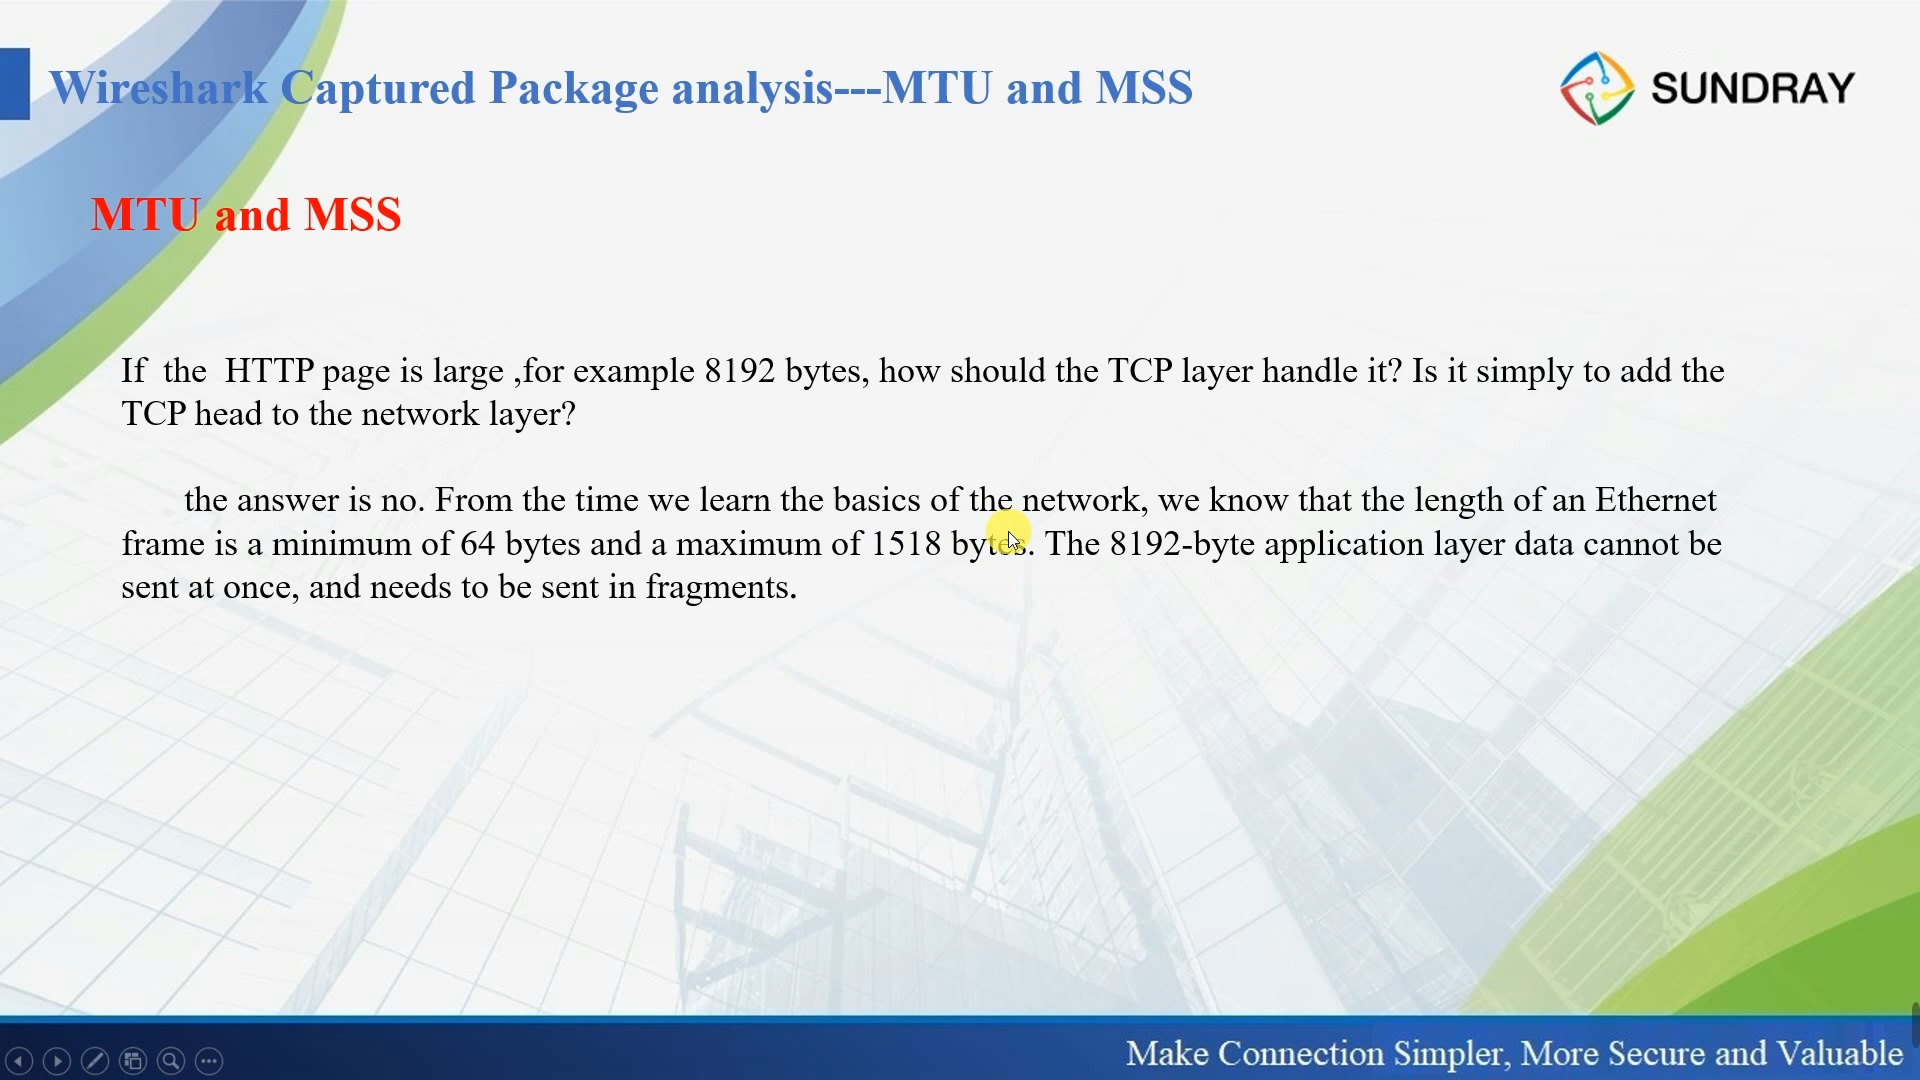 Wireshark Captured Package analysis---MTU and MSS
SUNDRAY
MTU and MSS
If the HTTP page is large ,for example 8192 bytes, how should the TCP layer handle it? Is it simply to add the
TCP head to the network layer?
the answer is no. From the time we learn the basics of the network, we know that the length of an Ethernet
frame is a minimum of 64 bytes and a maximum of 1518 bytes. The 8192-byte application layer data cannot be
sent at once, and needs to be sent in fragments.
Make Connection Simpler, More Secure and Valuable